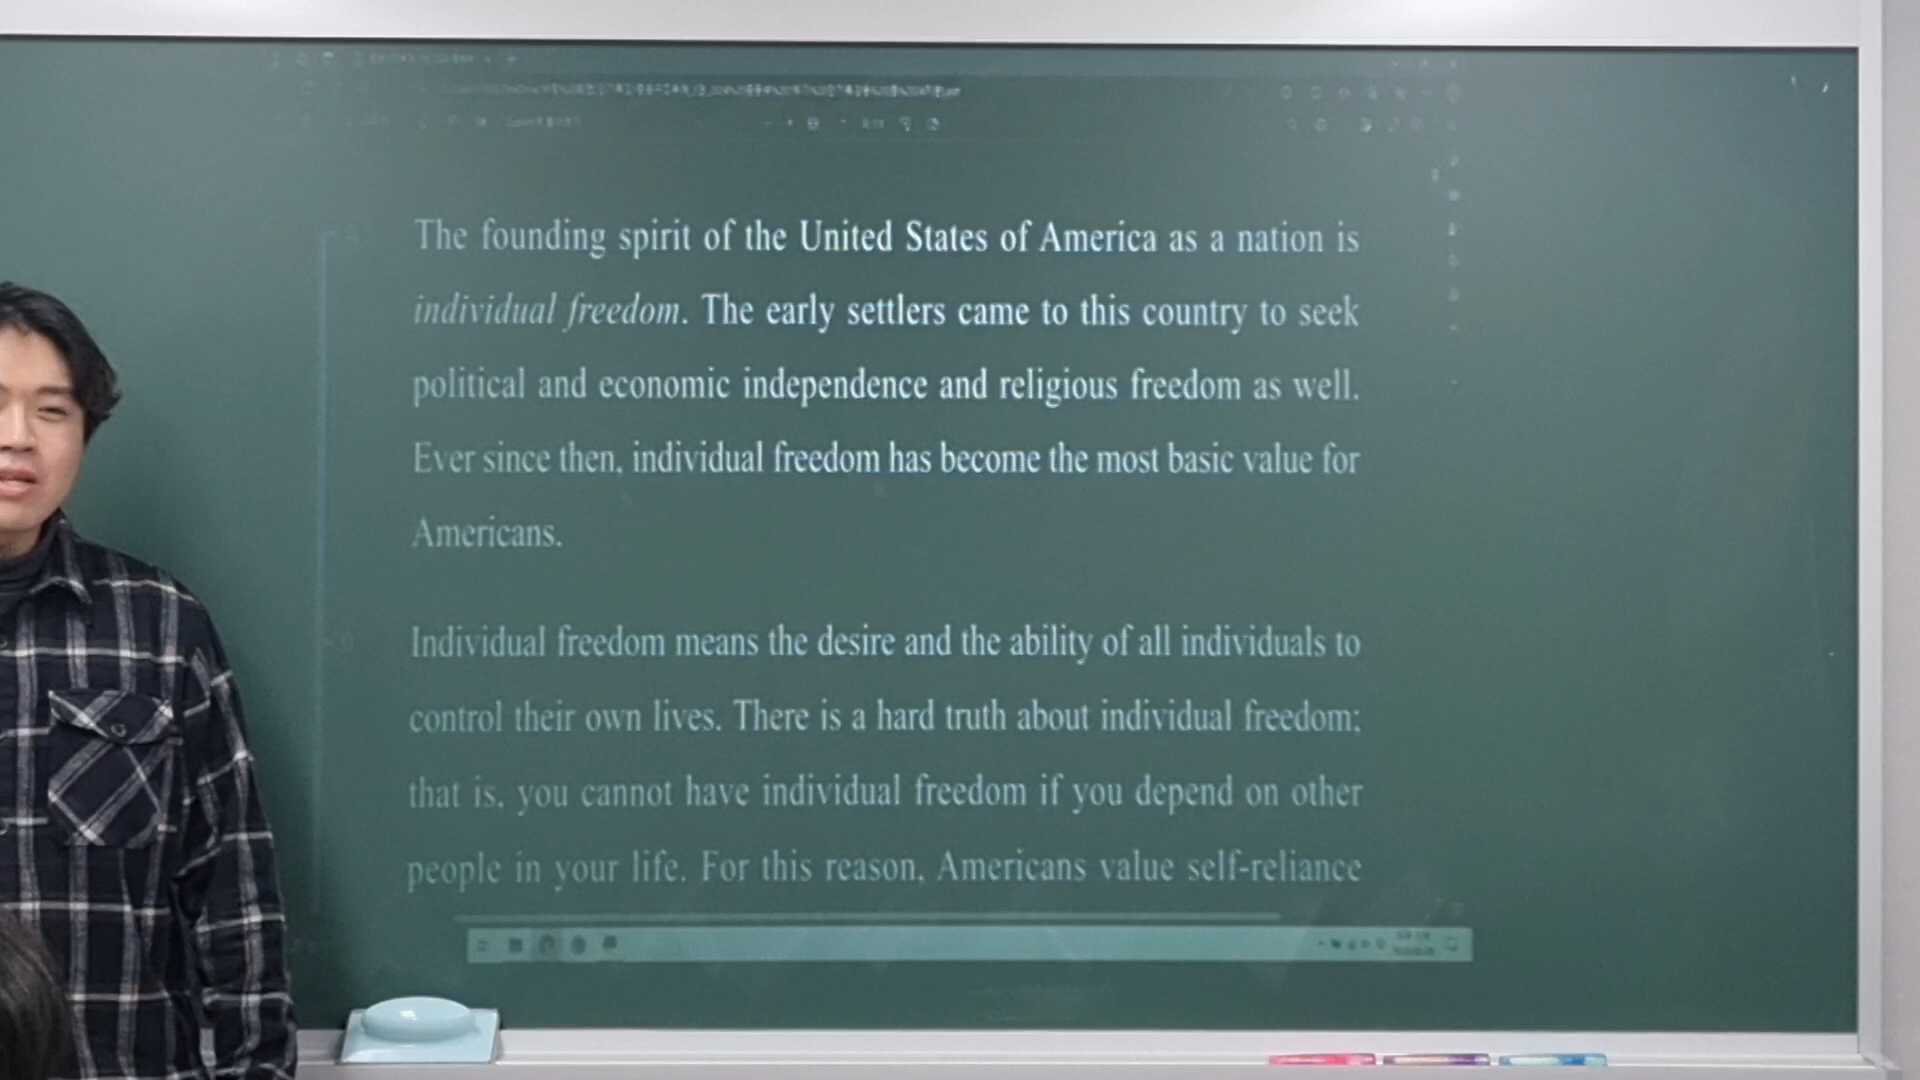 The founding spirit of the United States of America as a nation is
individual freedom. The early settlers came to this country to seek
political and economic independence and religious freedom as well.
Ever since then, individual freedom has become the most basic value for
Americans.
Individual freedom means the desire and the ability of all individuals to
control their own lives. There is a hard truth about individual freedom;
that is, you cannot have individual freedom if you depend on other
people in your life. For this reason, Americans value self-reliance